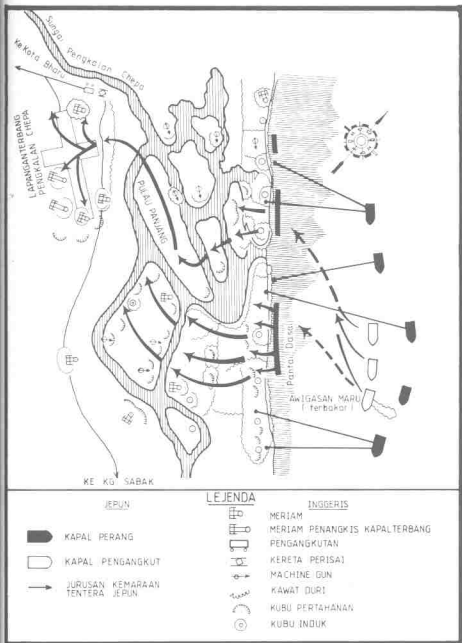 Sungai Pengkalan Chepa
Ke Kota Bharu
LAPANGANTERBANG
PENGKALAN CHEPA
PULAU PANJANG
Pantai Dasar
AWIGASAN MARU
(terbakar)
KE KG SABAK
LEJENDA
JEPUN
KAPAL PERANG
KAPAL PENGANGKUT
JURUSAN KEMARAAN
TENTERA JEPUN
INGGERIS
MERIAM
MERIAM PENANGKIS KAPALTERBANG
PENGANGKUTAN
KERETA PERISAI
MACHINE GUN
KAWAT DURI
KUBU PERTAHANAN
KUBU INDUK